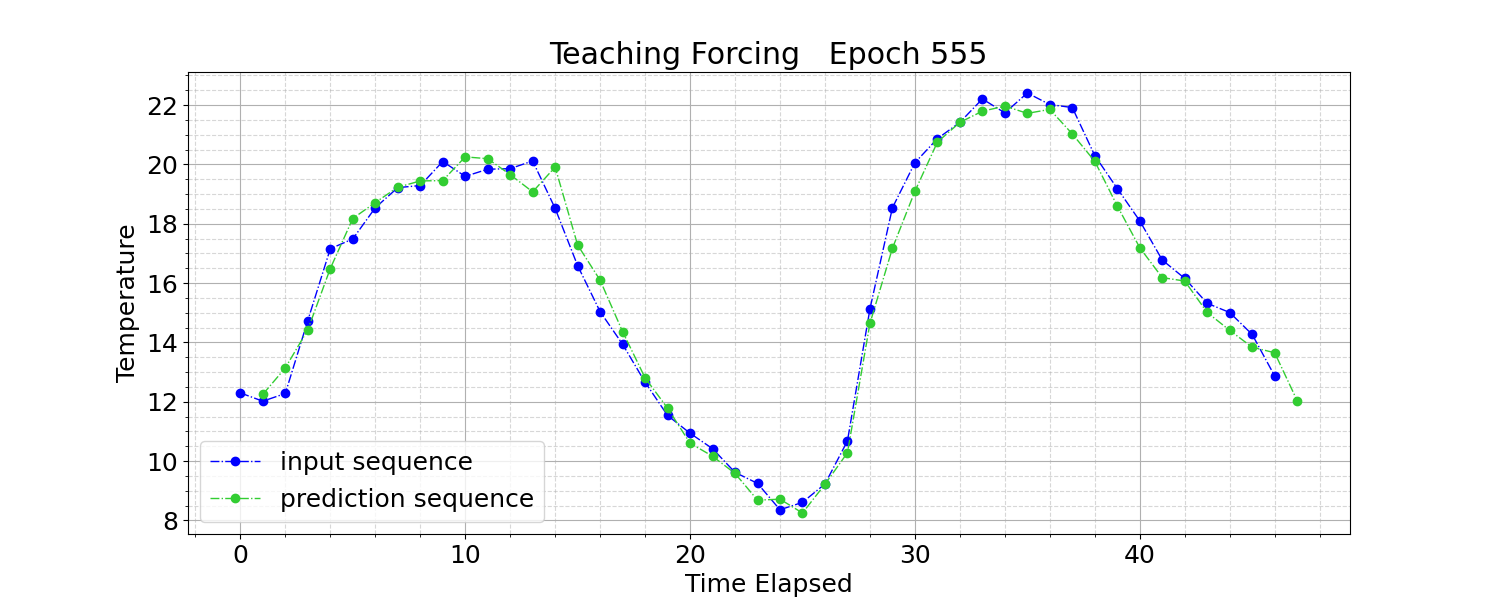 Teaching Forcing   Epoch 555
Temperature
22
20
18
16
14
12
10
8
input sequence
prediction sequence
0 10 20 30 40
Time Elapsed